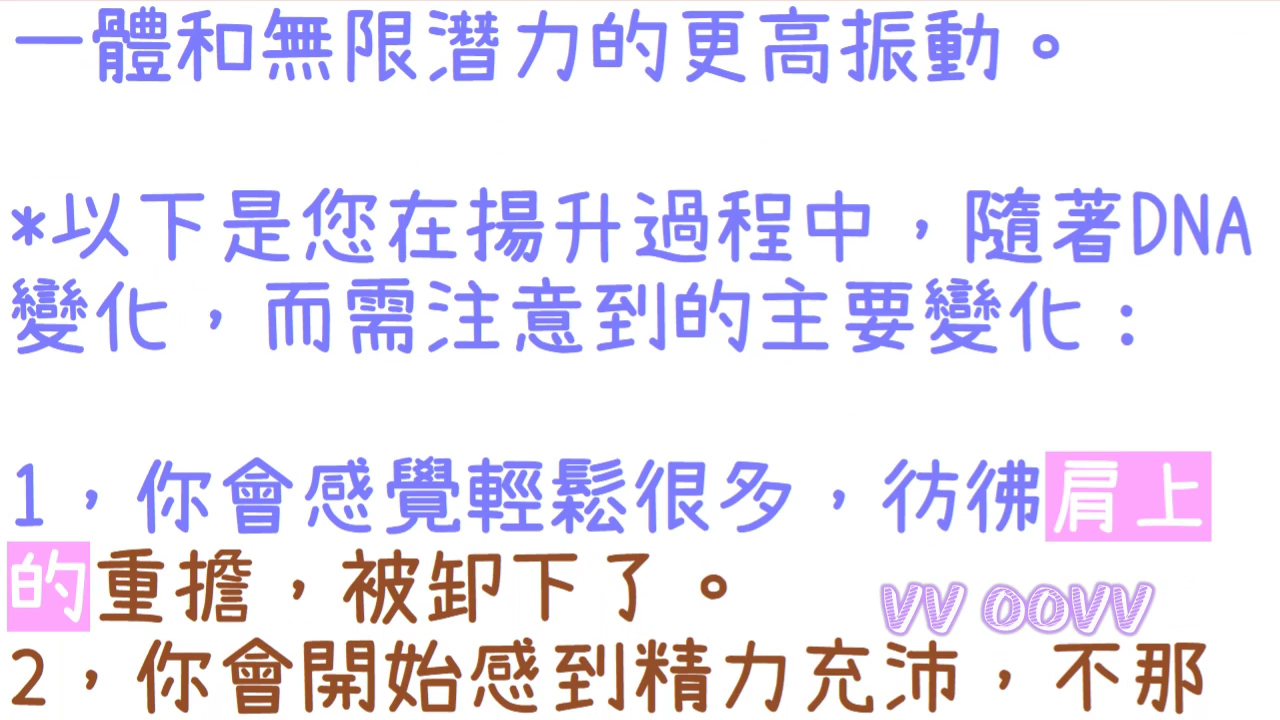 一體和無限潛力的更高振動。
*以下是您在揚升過程中，隨著DNA
變化，而需注意到的主要變化：
1，你會感覺輕鬆很多，彷彿肩上
的重擔，被卸下了。
VV OOVV
2，你會開始感到精力充沛，不那